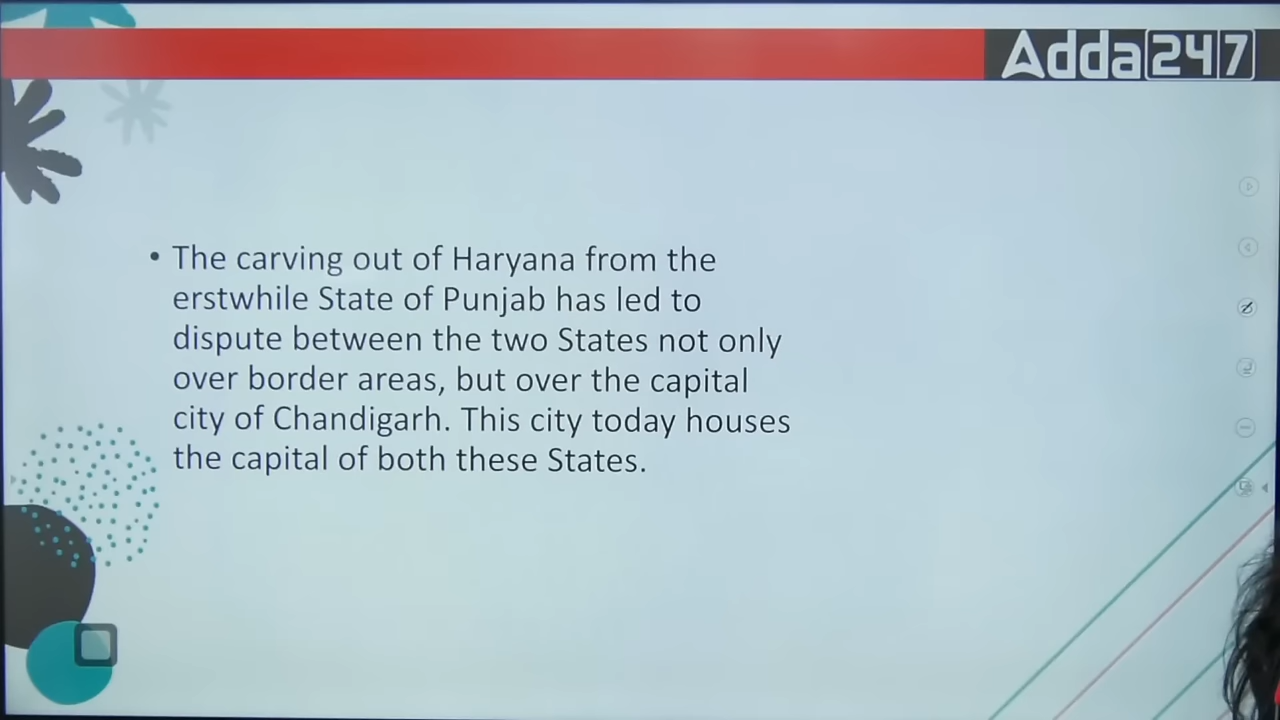 Adda247
• The carving out of Haryana from the
erstwhile State of Punjab has led to
dispute between the two States not only
over border areas, but over the capital
city of Chandigarh. This city today houses
the capital of both these States.